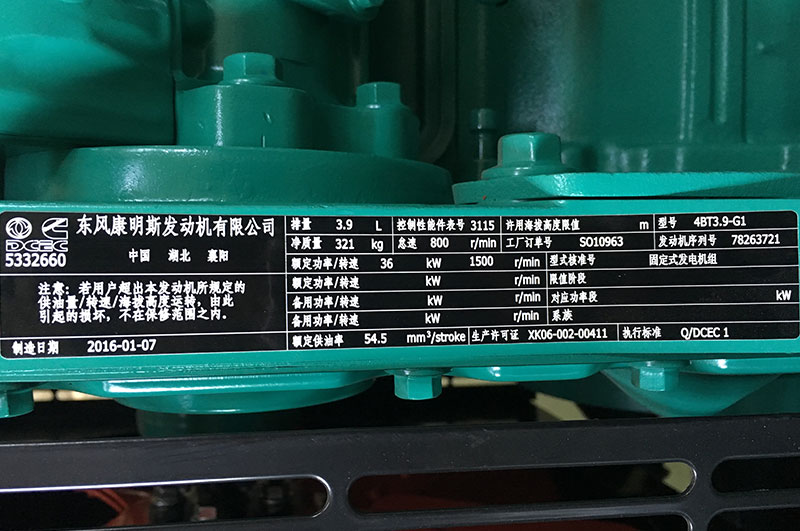 东风康明斯发动机有限公司
DCEC
中国 湖北 襄阳
5332660
注意：若用户超出本发动机所规定的
供油量/转速/海拔高度运转，由此
引起的损坏，不在保修范围之内。
制造日期 2016-01-07
排量 3.9 L 控制性能件表号 3115 许用海拔高度限值 m 型号 4BT3.9-G1
净质量 321 kg 怠速 800 r/min 工厂订单号 SO10963 发动机序列号 78263721
额定功率/转速 36 kW 1500 r/min 型式核准号 固定式发电机组
额定功率/转速 kW r/min 限值阶段
备用功率/转速 kW r/min 对应功率段 kW
备用功率/转速 kW r/min 系族
额定供油率 54.5 mm³/stroke 生产许可证 XK06-002-00411 执行标准 Q/DCEC 1